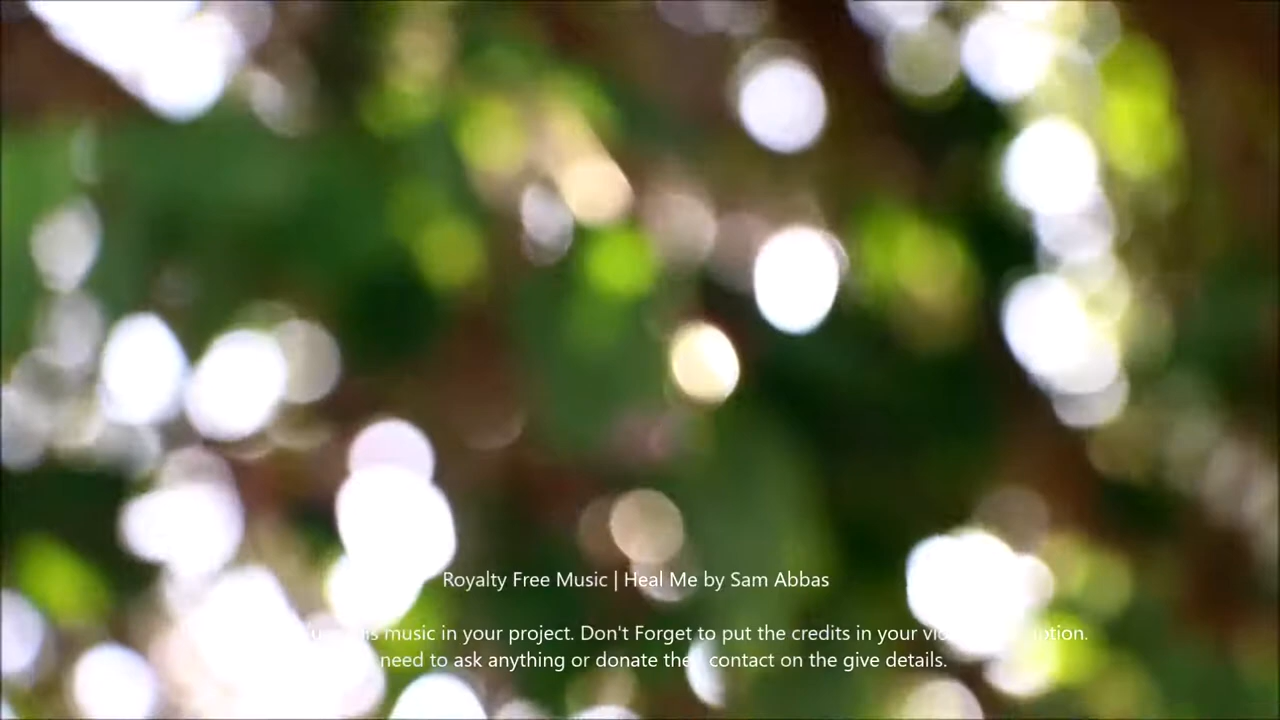 Royalty Free Music | Heal Me by Sam Abbas
is music in your project. Don't Forget to put the credits in your
need to ask anything or donate contact on the give details.